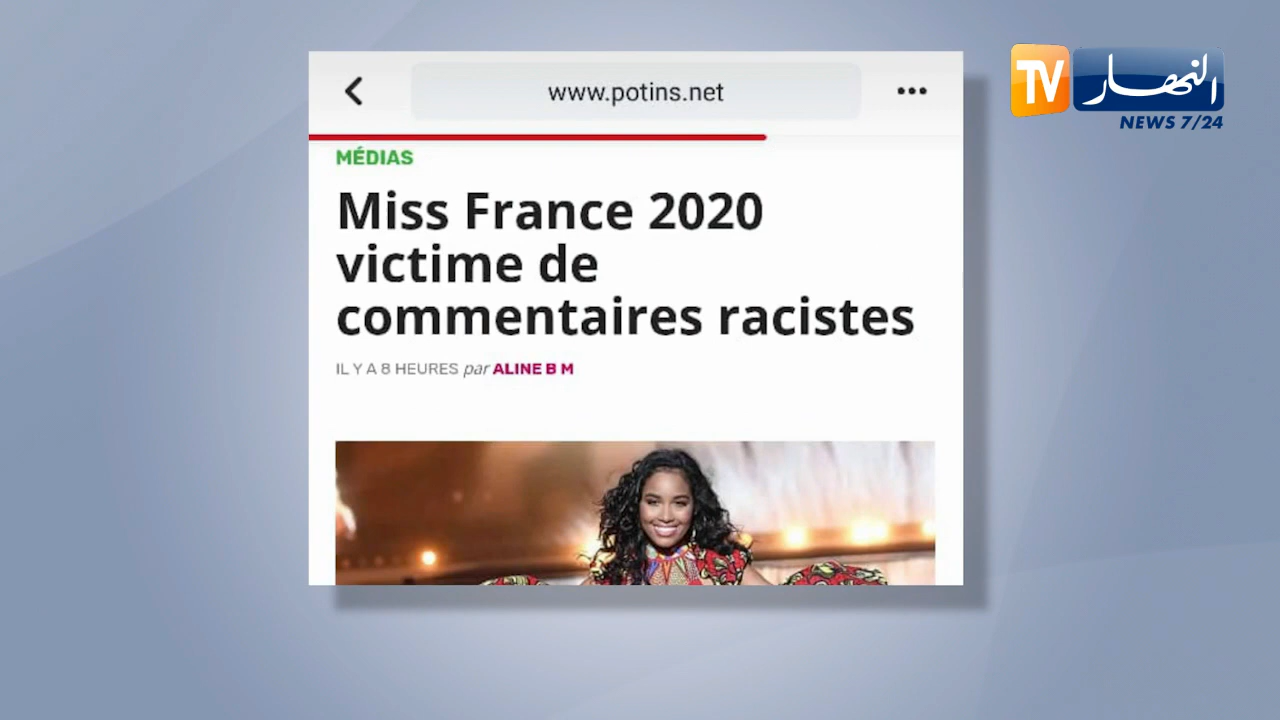 www.potins.net
TV النهار
NEWS 7/24
MÉDIAS
Miss France 2020
victime de
commentaires racistes
IL Y A 8 HEURES par ALINE B M